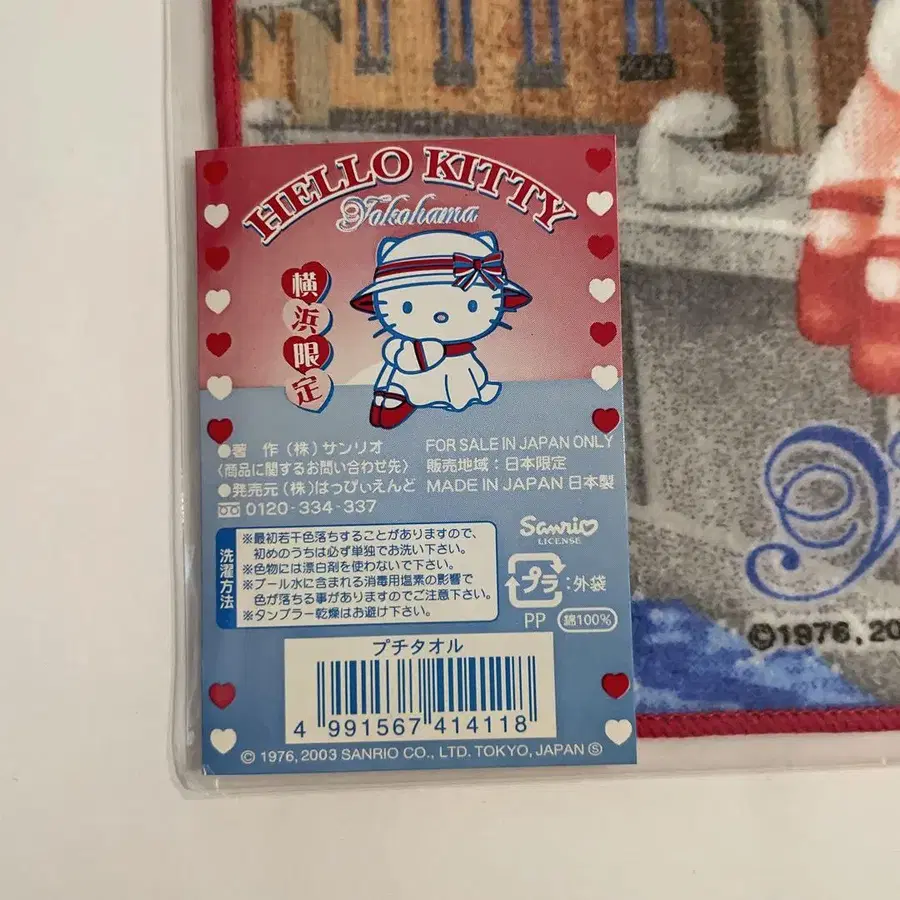 HELLO KITTY
Yokohama
横浜限定
●著 作(株)サンリオ
FOR SALE IN JAPAN ONLY
〈商品に関するお問い合わせ先〉
販売地域:日本限定
●発売元(株)はっぴぃえんど
MADE IN JAPAN 日本製
0120-334-337
洗濯方法
※最初若干色落ちすることがありますので、
初めのうちは必ず単独でお洗い下さい。
※色物には漂白剤を使わないで下さい。
※プール水に含まれる消毒用塩素の影響で
色が落ちる事がありますのでご注意下さい。
※タンブラー乾燥はお避け下さい。
Sanrio
LICENSE
プラ:外袋
PP
綿100%
プチタオル
4 991567 414118
© 1976, 2003 SANRIO CO., LTD. TOKYO, JAPAN Ⓢ
©1976, 20